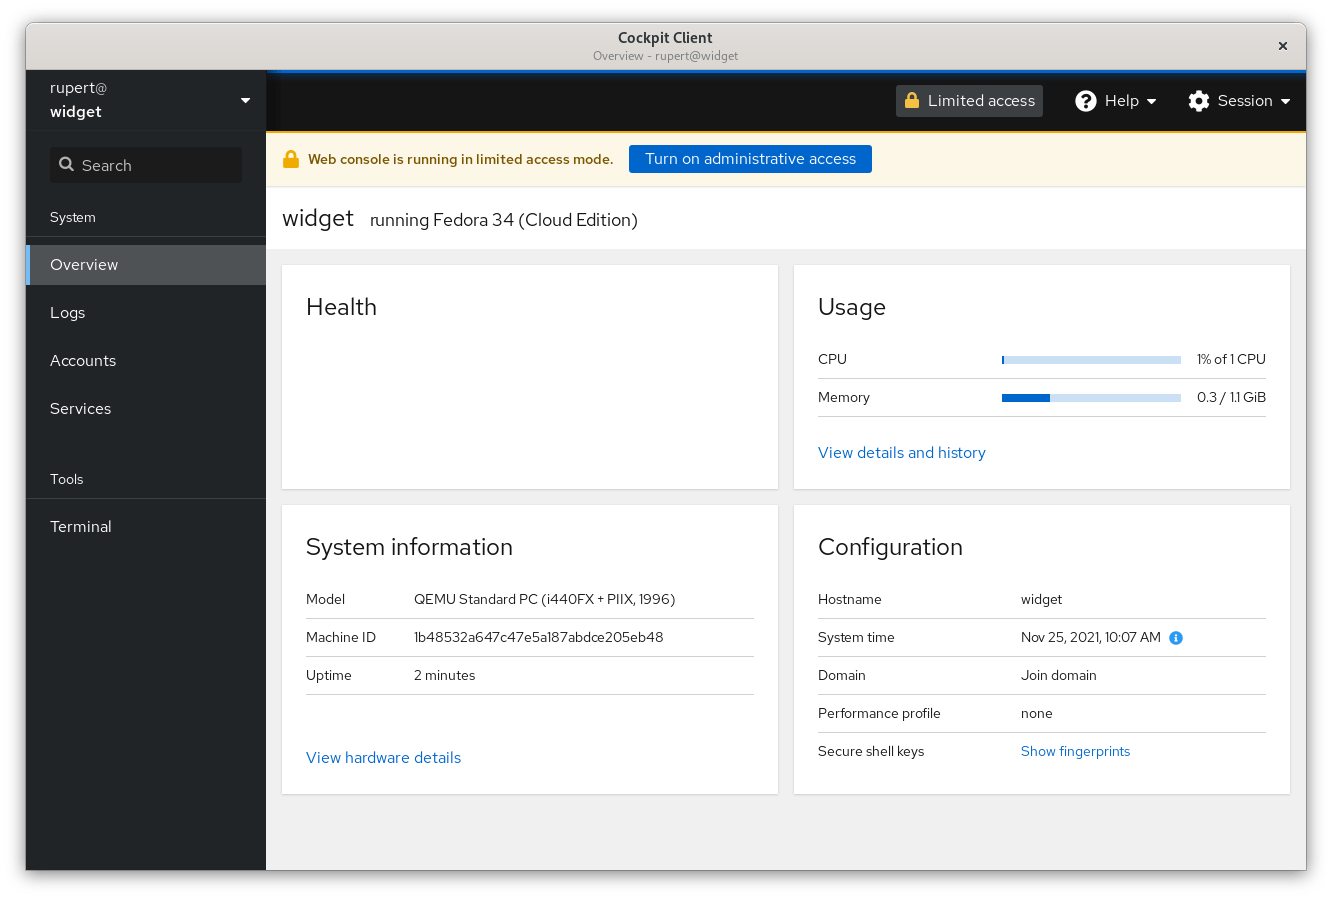 Cockpit Client
Overview - rupert@widget
rupert@
widget
Limited access
Help
Session
Search
Web console is running in limited access mode.
Turn on administrative access
System
widget
running Fedora 34 (Cloud Edition)
Overview
Logs
Accounts
Services
Tools
Terminal
Health
Usage
CPU
1% of 1 CPU
Memory
0.3 / 1.1 GiB
View details and history
System information
Model
QEMU Standard PC (i440FX + PIIX, 1996)
Machine ID
1b48532a647c47e5a187abdce205eb48
Uptime
2 minutes
View hardware details
Configuration
Hostname
widget
System time
Nov 25, 2021, 10:07 AM
Domain
Join domain
Performance profile
none
Secure shell keys
Show fingerprints